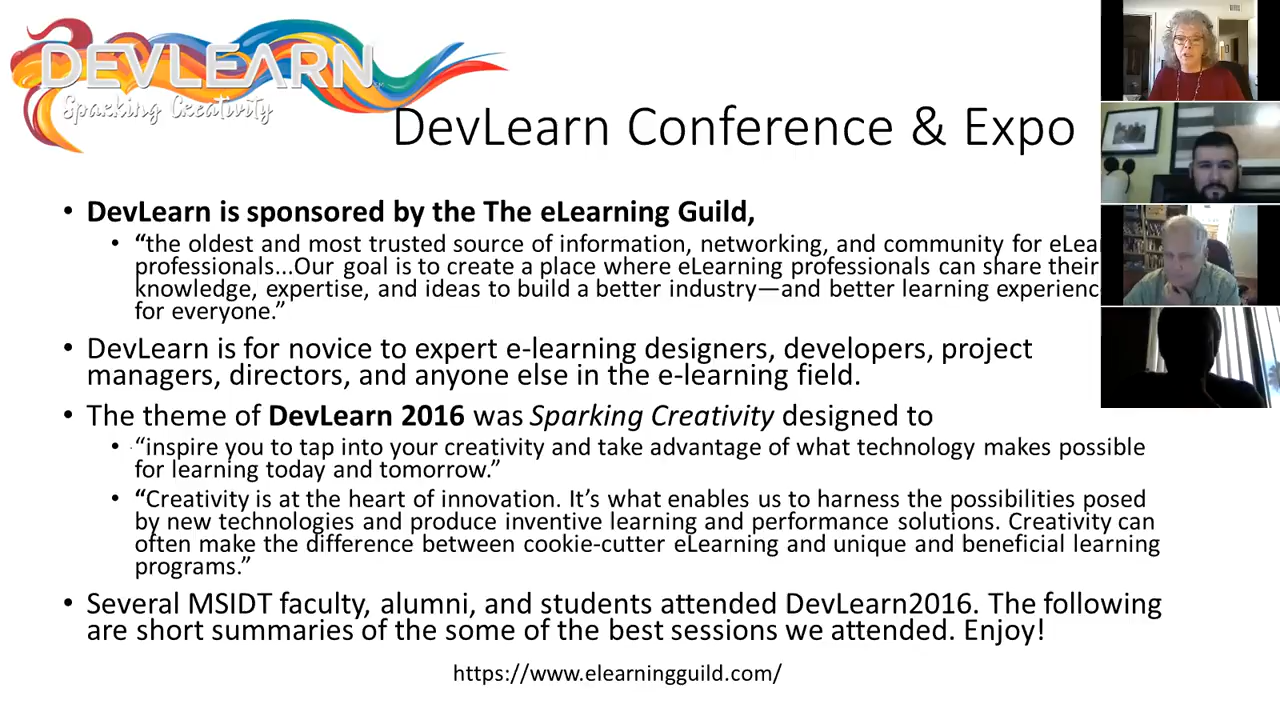 DEVLEARN
Sparking Creativity
DevLearn Conference & Expo
• DevLearn is sponsored by the The eLearning Guild,
• “the oldest and most trusted source of information, networking, and community for eLear
professionals...Our goal is to create a place where eLearning professionals can share their
knowledge, expertise, and ideas to build a better industry—and better learning experienc
for everyone.”
• DevLearn is for novice to expert e-learning designers, developers, project
managers, directors, and anyone else in the e-learning field.
• The theme of DevLearn 2016 was Sparking Creativity designed to
• “inspire you to tap into your creativity and take advantage of what technology makes possible
for learning today and tomorrow.”
• “Creativity is at the heart of innovation. It’s what enables us to harness the possibilities posed
by new technologies and produce inventive learning and performance solutions. Creativity can
often make the difference between cookie-cutter eLearning and unique and beneficial learning
programs.”
• Several MSIDT faculty, alumni, and students attended DevLearn2016. The following
are short summaries of the some of the best sessions we attended. Enjoy!
https://www.elearningguild.com/